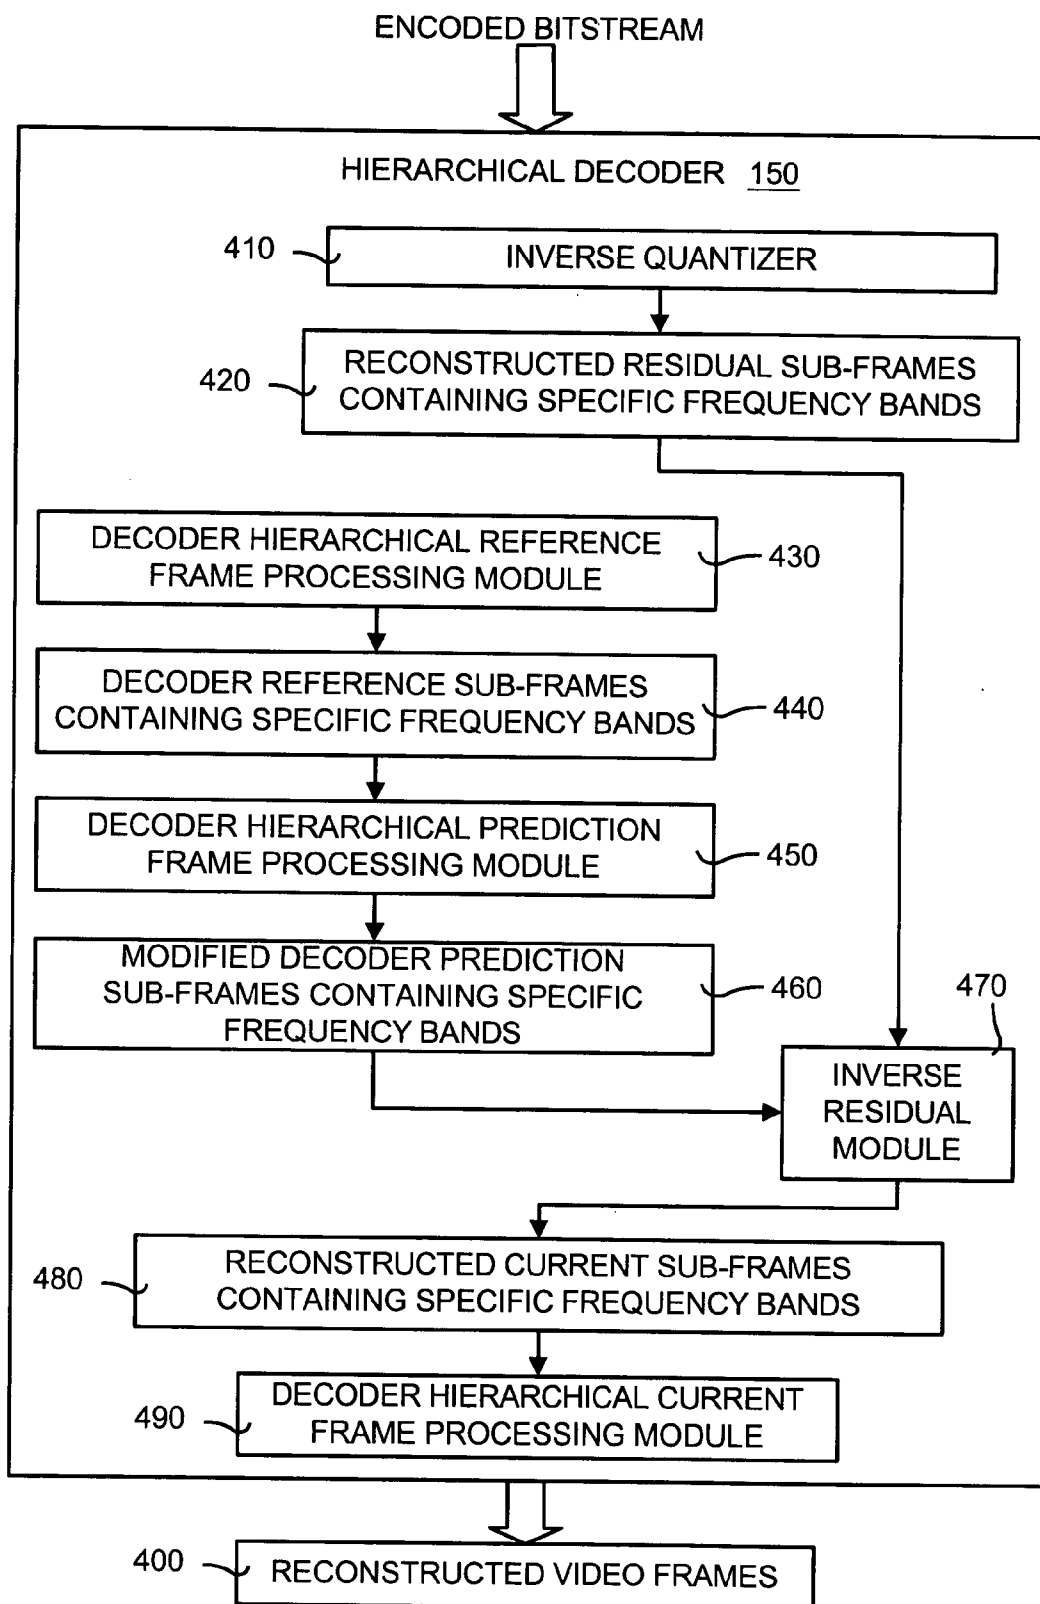 ENCODED BITSTREAM
HIERARCHICAL DECODER 150
410
INVERSE QUANTIZER
420
RECONSTRUCTED RESIDUAL SUB-FRAMES
CONTAINING SPECIFIC FREQUENCY BANDS
DECODER HIERARCHICAL REFERENCE
FRAME PROCESSING MODULE
430
DECODER REFERENCE SUB-FRAMES
CONTAINING SPECIFIC FREQUENCY BANDS
440
DECODER HIERARCHICAL PREDICTION
FRAME PROCESSING MODULE
450
MODIFIED DECODER PREDICTION
SUB-FRAMES CONTAINING SPECIFIC
FREQUENCY BANDS
460
470
INVERSE
RESIDUAL
MODULE
480
RECONSTRUCTED CURRENT SUB-FRAMES
CONTAINING SPECIFIC FREQUENCY BANDS
490
DECODER HIERARCHICAL CURRENT
FRAME PROCESSING MODULE
400
RECONSTRUCTED VIDEO FRAMES